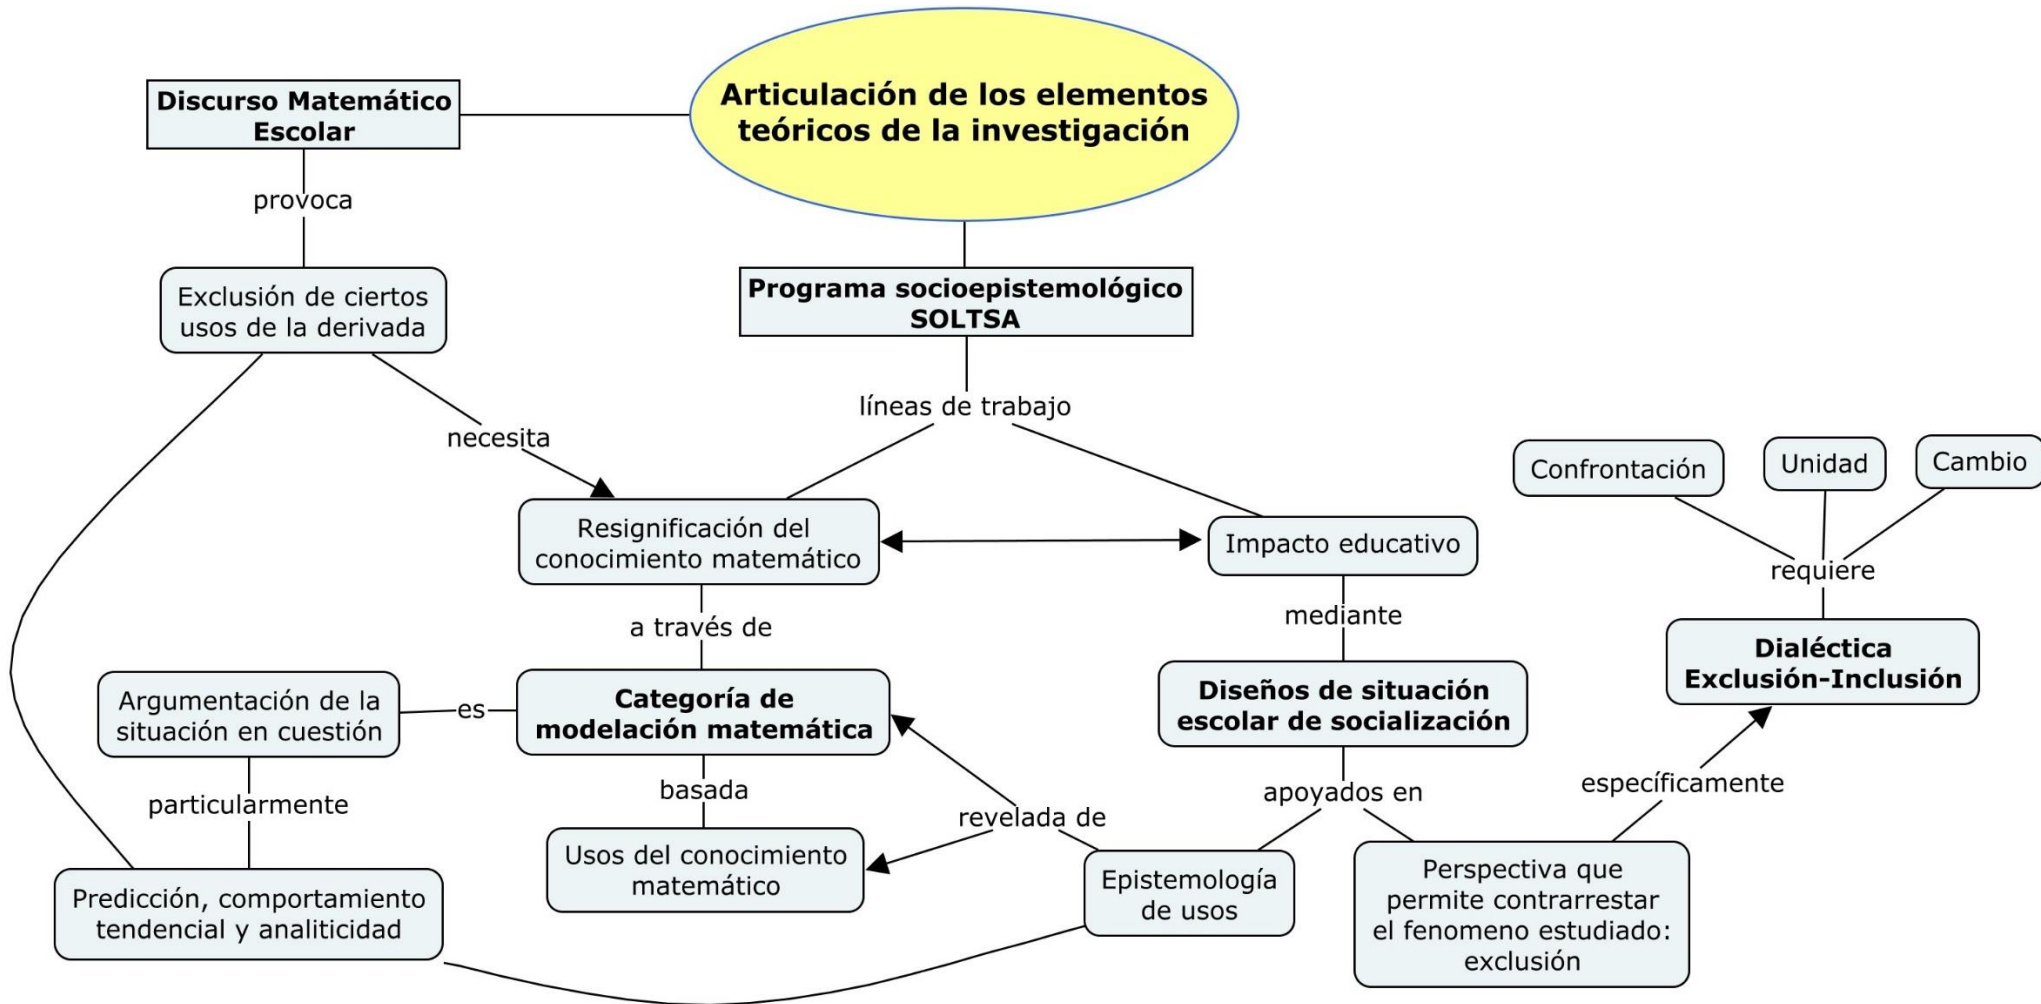 Articulación de los elementos
teóricos de la investigación
Discurso Matemático
Escolar
provoca
Exclusión de ciertos
usos de la derivada
Programa socioepistemológico
SOLTSA
líneas de trabajo
necesita
Confrontación
Unidad
Cambio
Resignificación del
conocimiento matemático
Impacto educativo
requiere
a través de
mediante
Dialéctica
Exclusión-Inclusión
Argumentación de la
situación en cuestión
es
Categoría de
modelación matemática
Diseños de situación
escolar de socialización
particularmente
basada
revelada de
apoyados en
específicamente
Predicción, comportamiento
tendencial y analiticidad
Usos del conocimiento
matemático
Epistemología
de usos
Perspectiva que
permite contrarrestar
el fenomeno estudiado:
exclusión